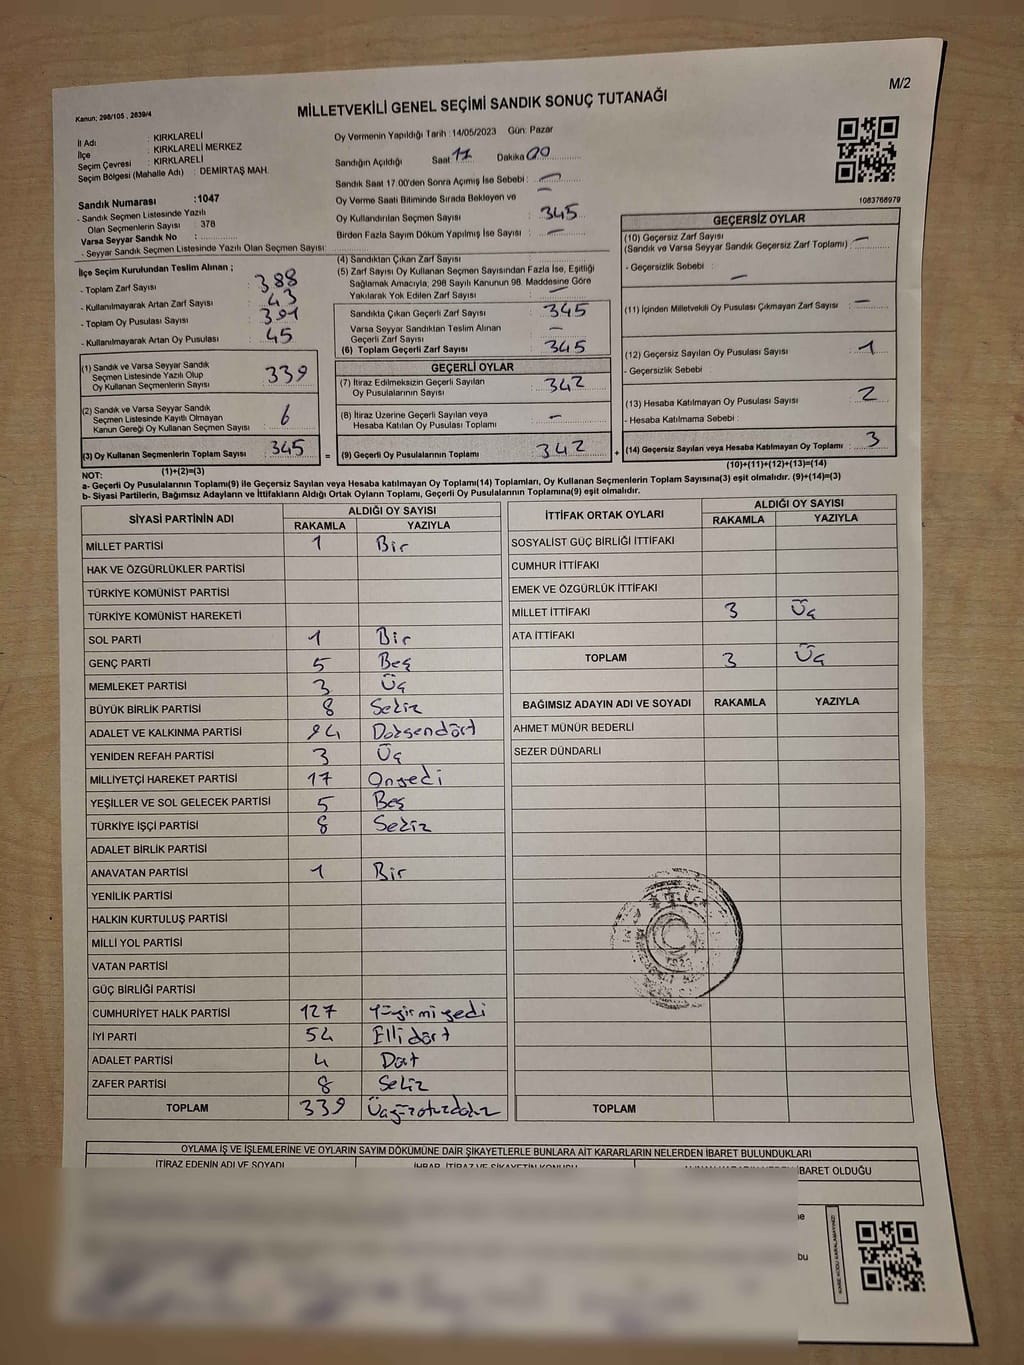 M/2
Kanun: 298/105 , 2839/4
MİLLETVEKİLİ GENEL SEÇİMİ SANDIK SONUÇ TUTANAĞI
İl Adı : KIRKLARELİ
İlçe : KIRKLARELİ MERKEZ
Seçim Çevresi : KIRKLARELİ
Seçim Bölgesi (Mahalle Adı) : DEMİRTAŞ MAH.
Sandık Numarası :1047
- Sandık Seçmen Listesinde Yazılı
Olan Seçmenlerin Sayısı 378
Varsa Seyyar Sandık No :
- Seyyar Sandık Seçmen Listesinde Yazılı Olan Seçmen Sayısı:
Oy Vermenin Yapıldığı Tarih :14/05/2023 Gün: Pazar
Sandığın Açıldığı Saat 17 Dakika 00
Sandık Saat 17:00'den Sonra Açımış İse Sebebi : —
Oy Verme Saati Bitiminde Sırada Bekleyen ve —
Oy Kullandırılan Seçmen Sayısı 345
Birden Fazla Sayım Döküm Yapılmış İse Sayısı : —
1083768979
İlçe Seçim Kurulundan Teslim Alınan ;
- Toplam Zarf Sayısı : 388
- Kullanılmayarak Artan Zarf Sayısı : 43
- Toplam Oy Pusulası Sayısı : 391
- Kullanılmayarak Artan Oy Pusulası : 45
(1) Sandık ve Varsa Seyyar Sandık
Seçmen Listesinde Yazılı Olup
Oy Kullanan Seçmenlerin Sayısı 339
(2) Sandık ve Varsa Seyyar Sandık
Seçmen Listesinde Kayıtlı Olmayan
Kanun Gereği Oy Kullanan Seçmen Sayısı : 6
(3) Oy Kullanan Seçmenlerin Toplam Sayısı 345
(1)+(2)=(3)
(4) Sandıktan Çıkan Zarf Sayısı
(5) Zarf Sayısı Oy Kullanan Seçmen Sayısından Fazla İse, Eşitliği
Sağlamak Amacıyla; 298 Sayılı Kanunun 98. Maddesine Göre
Yakılarak Yok Edilen Zarf Sayısı —
Sandıkta Çıkan Geçerli Zarf Sayısı 345
Varsa Seyyar Sandıktan Teslim Alınan
Geçerli Zarf Sayısı —
(6) Toplam Geçerli Zarf Sayısı 345
GEÇERLİ OYLAR
(7) İtiraz Edilmeksizin Geçerli Sayılan
Oy Pusulalarının Sayısı: 342
(8) İtiraz Üzerine Geçerli Sayılan veya
Hesaba Katılan Oy Pusulası Toplamı —
= (9) Geçerli Oy Pusulalarının Toplamı 342 +
GEÇERSİZ OYLAR
(10) Geçersiz Zarf Sayısı
(Sandık ve Varsa Seyyar Sandık Geçersiz Zarf Toplamı) : —
- Geçersizlik Sebebi : —
(11) İçinden Milletvekili Oy Pusulası Çıkmayan Zarf Sayısı : —
(12) Geçersiz Sayılan Oy Pusulası Sayısı : 1
- Geçersizlik Sebebi
(13) Hesaba Katılmayan Oy Pusulası Sayısı : 2
- Hesaba Katılmama Sebebi :
(14) Geçersiz Sayılan veya Hesaba Katılmayan Oy Toplamı : 3
(10)+(11)+(12)+(13)=(14)
NOT:
a- Geçerli Oy Pusulalarının Toplamı(9) ile Geçersiz Sayılan veya Hesaba katılmayan Oy Toplamı(14) Toplamları, Oy Kullanan Seçmenlerin Toplam Sayısına(3) eşit olmalıdır. (9)+(14)=(3)
b- Siyasi Partilerin, Bağımsız Adayların ve İttifakların Aldığı Ortak Oyların Toplamı, Geçerli Oy Pusulalarının Toplamına(9) eşit olmalıdır.
SİYASİ PARTİNİN ADI ALDIĞI OY SAYISI
RAKAMLA YAZIYLA
MİLLET PARTİSİ 1 Bir
HAK VE ÖZGÜRLÜKLER PARTİSİ
TÜRKİYE KOMÜNİST PARTİSİ
TÜRKİYE KOMÜNİST HAREKETİ
SOL PARTİ 1 Bir
GENÇ PARTİ 5 Beş
MEMLEKET PARTİSİ 3 Üç
BÜYÜK BİRLİK PARTİSİ 8 Sekiz
ADALET VE KALKINMA PARTİSİ 94 Doksendört
YENİDEN REFAH PARTİSİ 3 Üç
MİLLİYETÇİ HAREKET PARTİSİ 17 Onyedi
YEŞİLLER VE SOL GELECEK PARTİSİ 5 Beş
TÜRKİYE İŞÇİ PARTİSİ 8 Sekiz
ADALET BİRLİK PARTİSİ
ANAVATAN PARTİSİ 1 Bir
YENİLİK PARTİSİ
HALKIN KURTULUŞ PARTİSİ
MİLLİ YOL PARTİSİ
VATAN PARTİSİ
GÜÇ BİRLİĞİ PARTİSİ
CUMHURİYET HALK PARTİSİ 127 Yüzyirmiyedi
İYİ PARTİ 54 Ellidört
ADALET PARTİSİ 4 Dört
ZAFER PARTİSİ 8 Sekiz
TOPLAM 339 Üçyüzotuzdokuz
İTTİFAK ORTAK OYLARI ALDIĞI OY SAYISI
RAKAMLA YAZIYLA
SOSYALİST GÜÇ BİRLİĞİ İTTİFAKI
CUMHUR İTTİFAKI
EMEK VE ÖZGÜRLÜK İTTİFAKI
MİLLET İTTİFAKI 3 Üç
ATA İTTİFAKI
TOPLAM 3 Üç
BAĞIMSIZ ADAYIN ADI VE SOYADI RAKAMLA YAZIYLA
AHMET MÜNÜR BEDERLİ
SEZER DÜNDARLI
TOPLAM
OYLAMA İŞ VE İŞLEMLERİNE VE OYLARIN SAYIM DÖKÜMÜNE DAİR ŞİKAYETLERLE BUNLARA AİT KARARLARIN NELERDEN İBARET BULUNDUKLARI
İTİRAZ EDENİN ADI VE SOYADI
İBARET OLDUĞU
bu